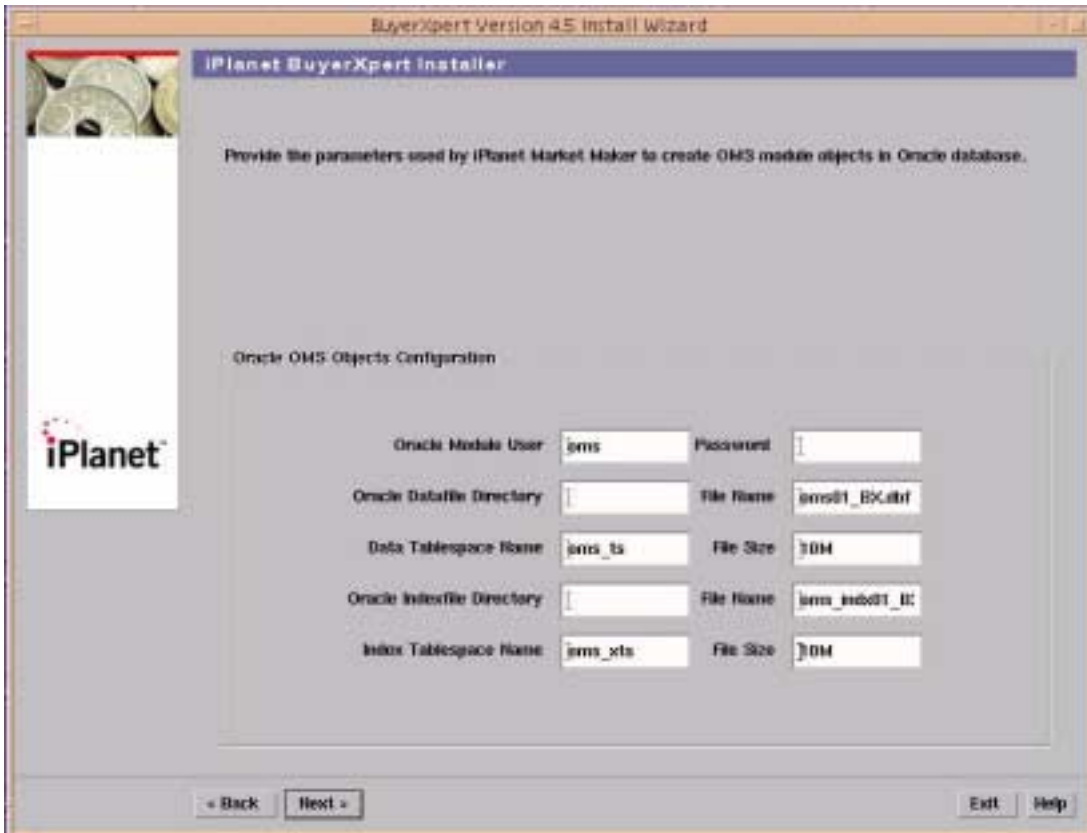 BuyerXpert Version 4.5 Install Wizard
iPlanet BuyerXpert Installer
Provide the parameters used by iPlanet Market Maker to create OMS module objects in Oracle database.
Oracle OMS Objects Configuration
Oracle Module User oms Password
Oracle Datafile Directory File Name oms01_BX.dbf
Data Tablespace Name oms_ts File Size 10M
Oracle Indexfile Directory File Name oms_indx01_BX
Index Tablespace Name oms_xts File Size 10M
iPlanet
« Back Next » Exit Help